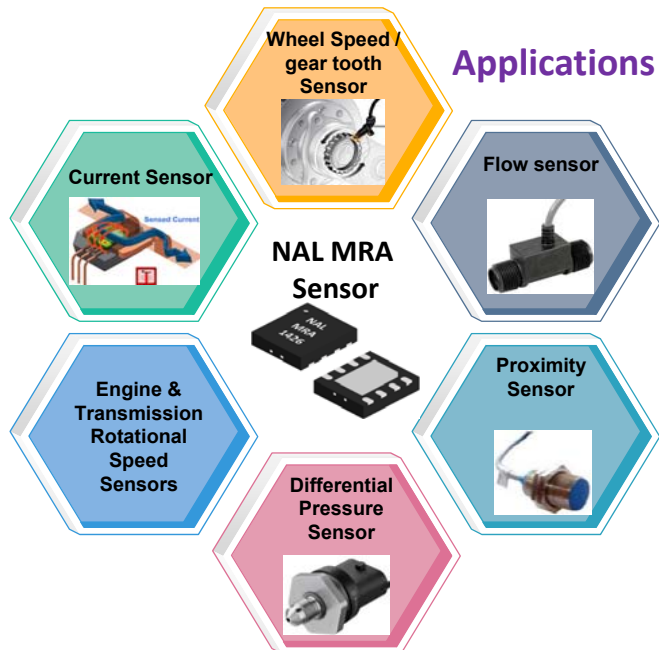 Applications
Wheel Speed /
gear tooth
Sensor
Current Sensor
Sensed Current
Flow sensor
NAL MRA
Sensor
NAL
MRA
1426
Engine &
Transmission
Rotational
Speed
Sensors
Proximity
Sensor
Differential
Pressure
Sensor